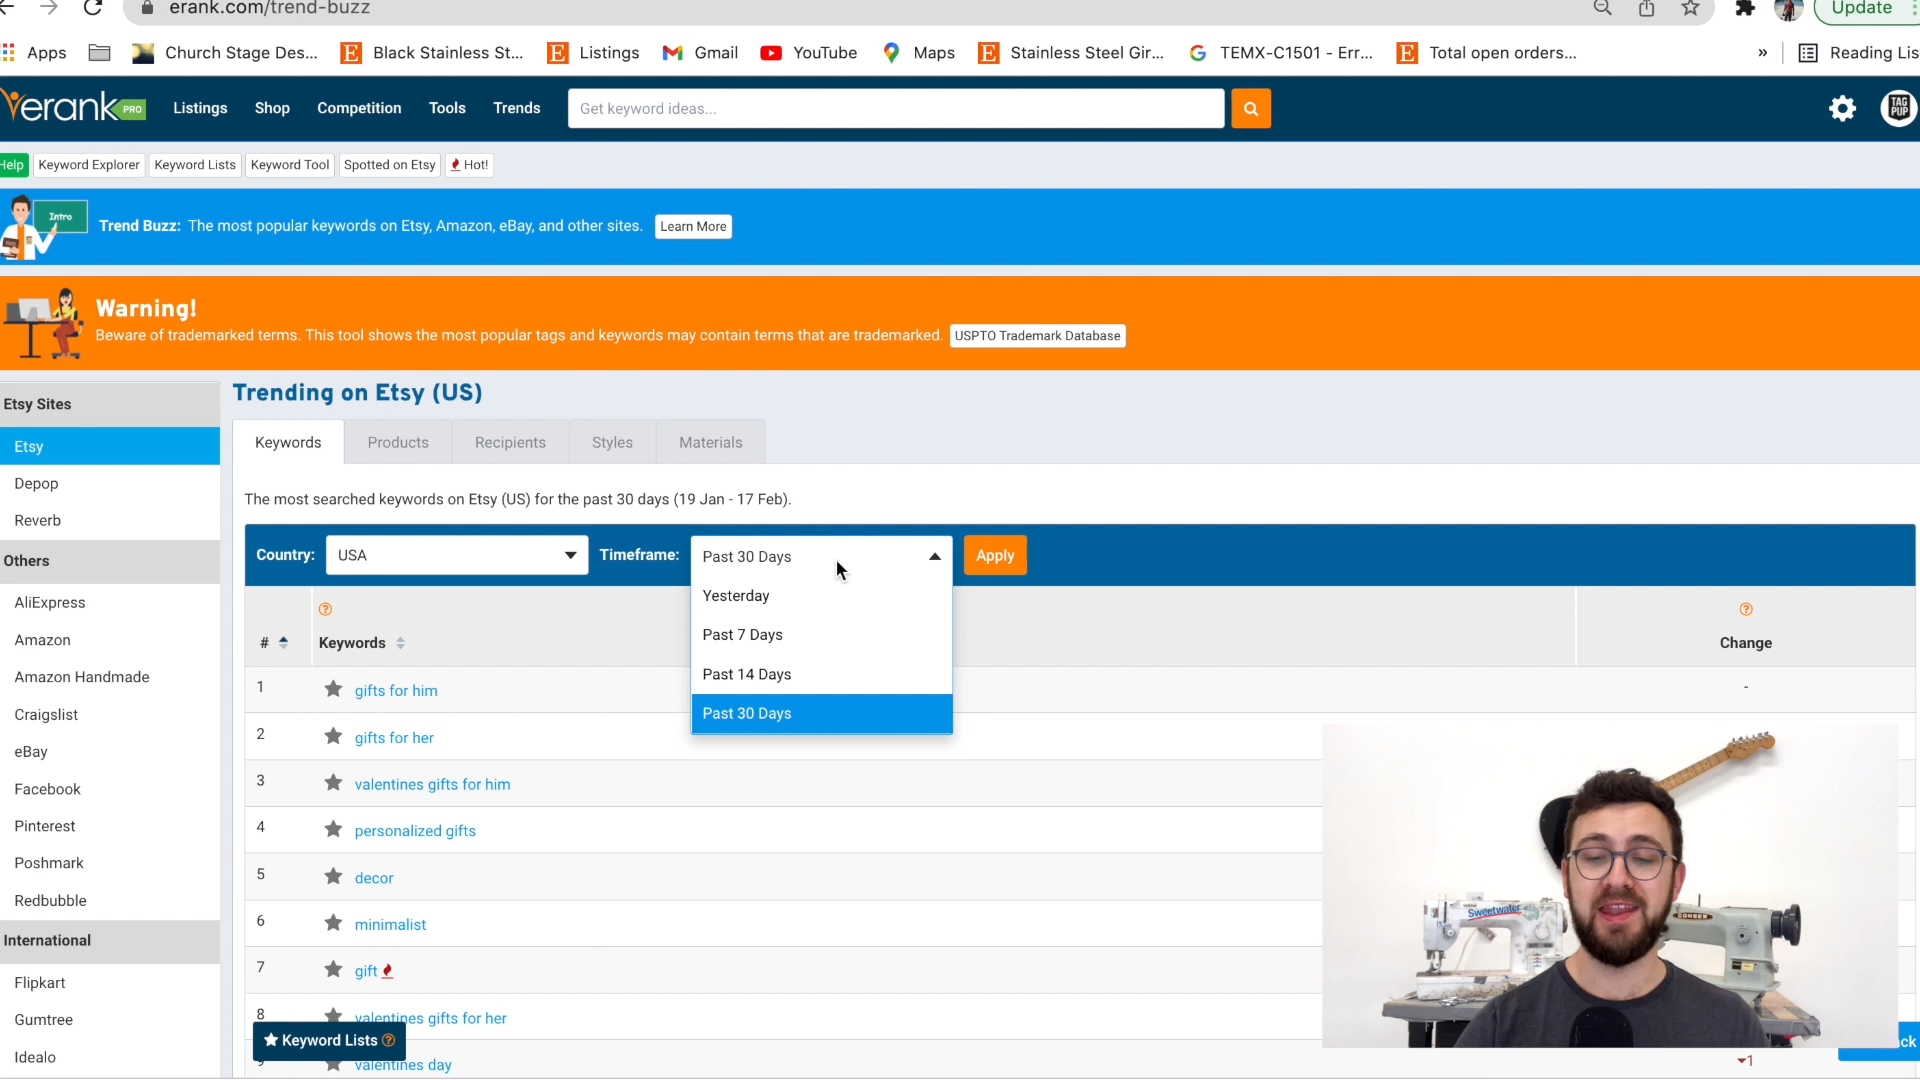 erank.com/trend-buzz
Update
Apps
Church Stage Des...
Black Stainless St...
Listings
Gmail
YouTube
Maps
Stainless Steel Gir...
TEMX-C1501 - Err...
Total open orders...
»
Reading Lis
erank PRO
Listings
Shop
Competition
Tools
Trends
Get keyword ideas...
TAG PUP
Help
Keyword Explorer
Keyword Lists
Keyword Tool
Spotted on Etsy
Hot!
Intro
Trend Buzz: The most popular keywords on Etsy, Amazon, eBay, and other sites.
Learn More
Warning!
Beware of trademarked terms. This tool shows the most popular tags and keywords may contain terms that are trademarked.
USPTO Trademark Database
Etsy Sites
Etsy
Depop
Reverb
Others
AliExpress
Amazon
Amazon Handmade
Craigslist
eBay
Facebook
Pinterest
Poshmark
Redbubble
International
Flipkart
Gumtree
Idealo
Trending on Etsy (US)
Keywords
Products
Recipients
Styles
Materials
The most searched keywords on Etsy (US) for the past 30 days (19 Jan - 17 Feb).
Country:
USA
Timeframe:
Past 30 Days
Apply
Yesterday
Past 7 Days
Past 14 Days
Past 30 Days
#
Keywords
Change
1 gifts for him -
2 gifts for her
3 valentines gifts for him
4 personalized gifts
5 decor
6 minimalist
7 gift
8 valentines gifts for her
9 valentines day 1
Keyword Lists
Sweetwater
CONSEW
ck